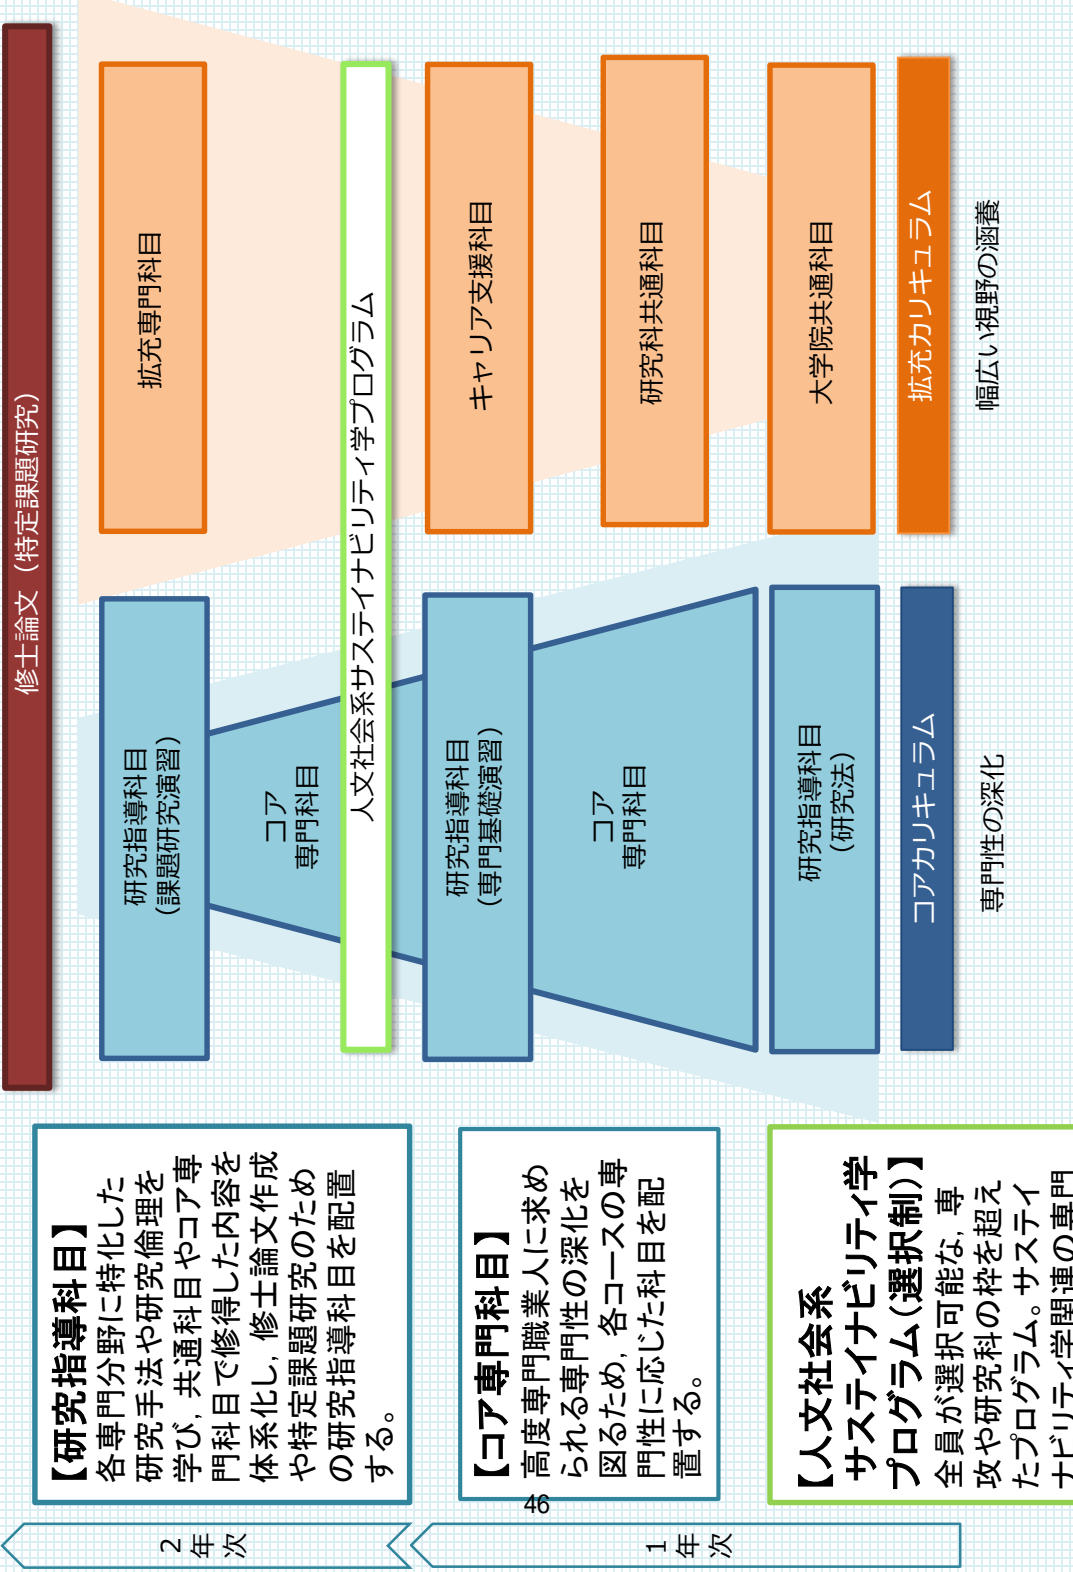 修士論文（特定課題研究）
研究指導科目
(課題研究演習)
拡充専門科目
コア
専門科目
人文社会系サステイナビリティ学プログラム
研究指導科目
(専門基礎演習)
キャリア支援科目
コア
専門科目
研究科共通科目
研究指導科目
(研究法)
大学院共通科目
コアカリキュラム
拡充カリキュラム
専門性の深化
幅広い視野の涵養
【研究指導科目】
各専門分野に特化した
研究手法や研究倫理を
学び, 共通科目やコア専
門科目で修得した内容を
体系化し, 修士論文作成
や特定課題研究のため
の研究指導科目を配置
する。
【コア専門科目】
高度専門職業人に求め
られる専門性の深化を
図るため, 各コースの専
門性に応じた科目を配
置する。
【人文社会系
サステイナビリティ学
プログラム(選択制)】
全員が選択可能な, 専
攻や研究科の枠を超え
たプログラム。サステイ
ナビリティ学関連の専門
2年次
1年次
46